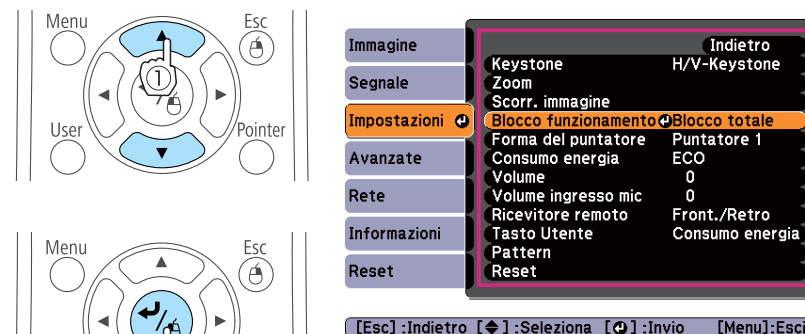 Menu
Esc
1
User
Pointer
Menu
Esc
Immagine
Segnale
Impostazioni
Avanzate
Rete
Informazioni
Reset
Indietro
Keystone H/V-Keystone
Zoom
Scorr. immagine
Blocco funzionamento Blocco totale
Forma del puntatore Puntatore 1
Consumo energia ECO
Volume 0
Volume ingresso mic 0
Ricevitore remoto Front./Retro
Tasto Utente Consumo energia
Pattern
Reset
[Esc] :Indietro [◆] :Seleziona [⏎] :Invio [Menu]:Esci